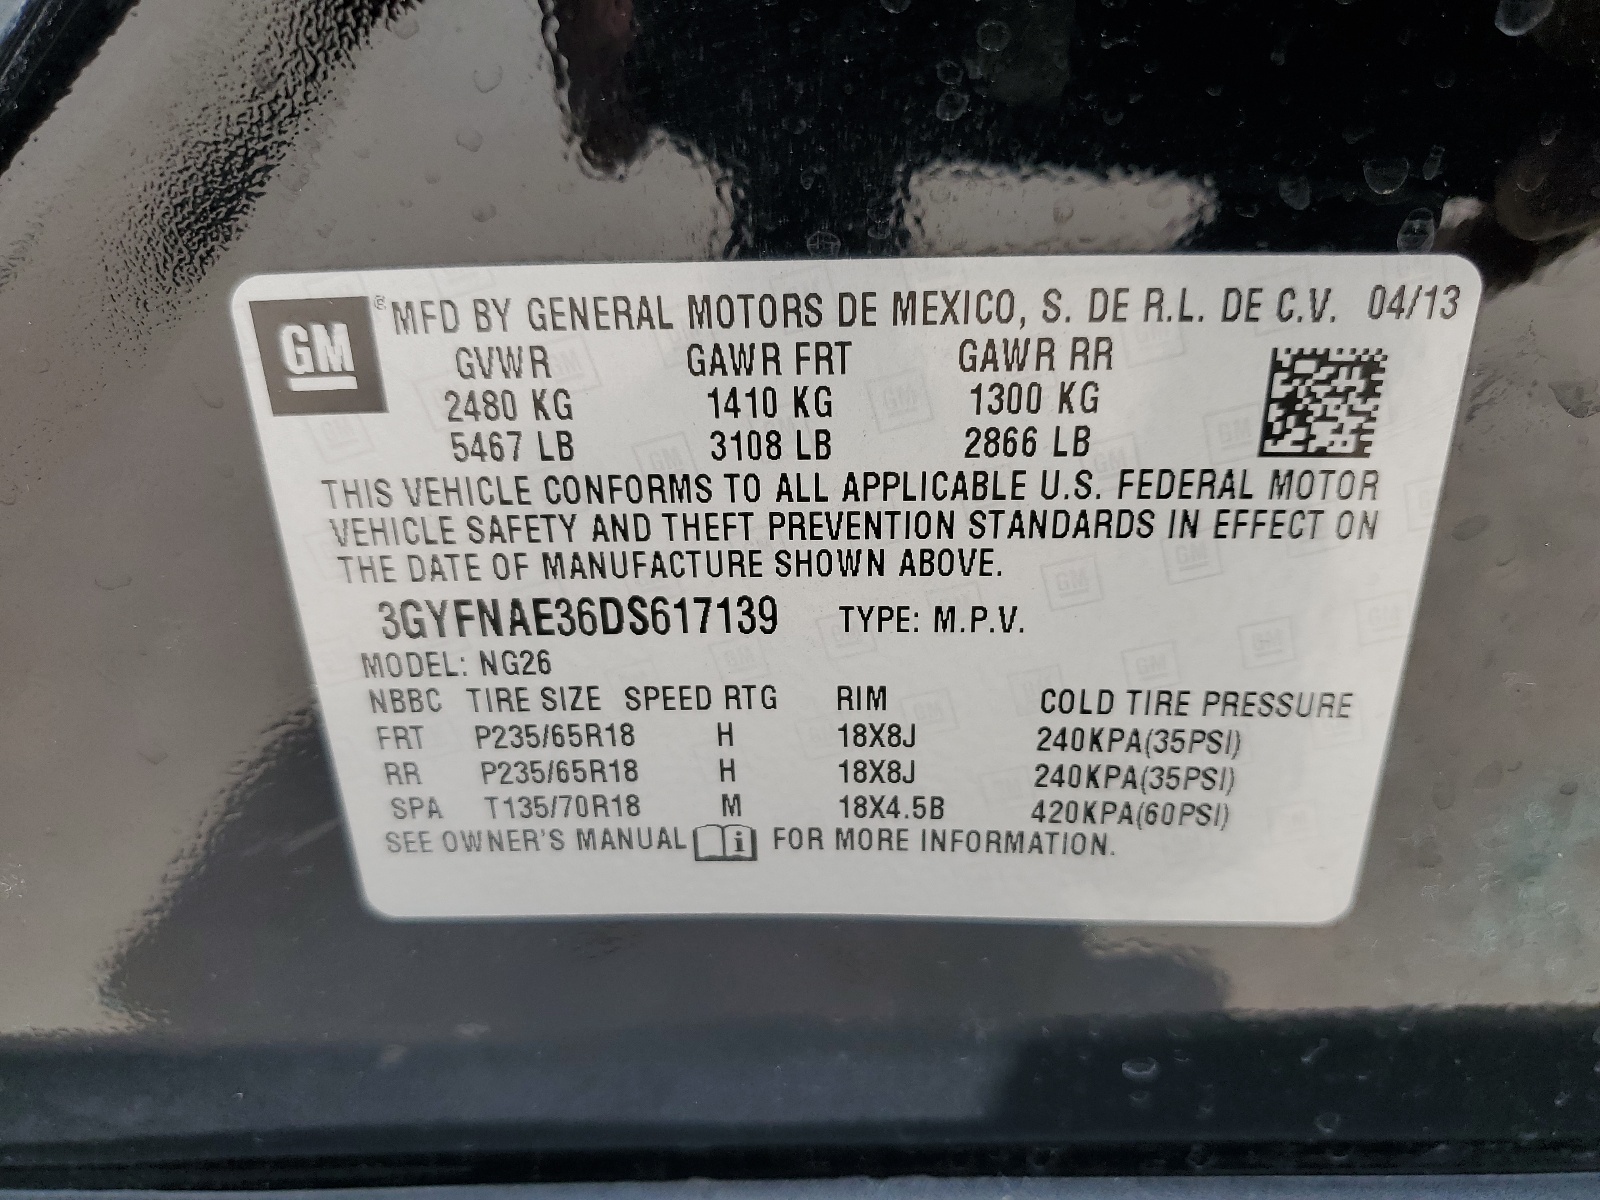 GM ® MFD BY GENERAL MOTORS DE MEXICO, S. DE R.L. DE C.V. 04/13
GVWR GAWR FRT GAWR RR
2480 KG 1410 KG 1300 KG
5467 LB 3108 LB 2866 LB
THIS VEHICLE CONFORMS TO ALL APPLICABLE U.S. FEDERAL MOTOR
VEHICLE SAFETY AND THEFT PREVENTION STANDARDS IN EFFECT ON
THE DATE OF MANUFACTURE SHOWN ABOVE.
3GYFNAE36DS617139 TYPE: M.P.V.
MODEL: NG26
NBBC TIRE SIZE SPEED RTG RIM COLD TIRE PRESSURE
FRT P235/65R18 H 18X8J 240KPA(35PSI)
RR P235/65R18 H 18X8J 240KPA(35PSI)
SPA T135/70R18 M 18X4.5B 420KPA(60PSI)
SEE OWNER'S MANUAL i FOR MORE INFORMATION.